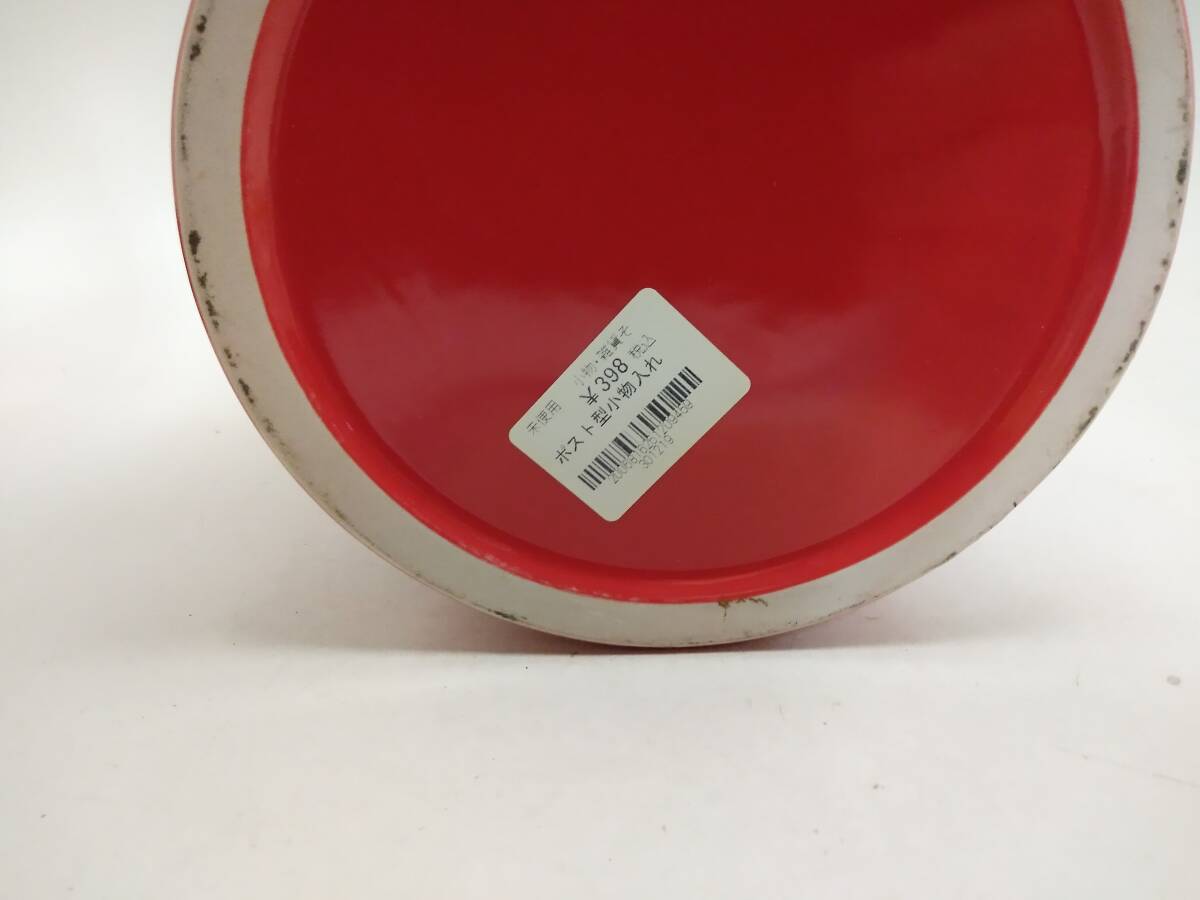 未使用 小物・雑貨そ
¥398 税込
ポスト型小物入れ
301219